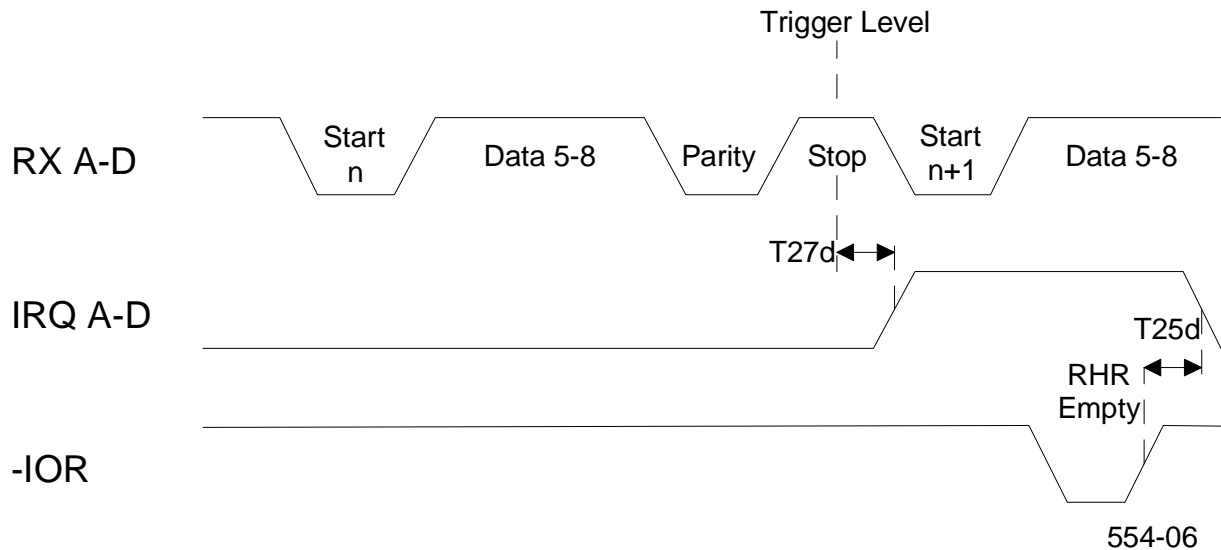 Trigger Level
RX A-D
Start
n
Data 5-8
Parity
Stop
Start
n+1
Data 5-8
T27d
IRQ A-D
T25d
RHR
Empty
-IOR
554-06